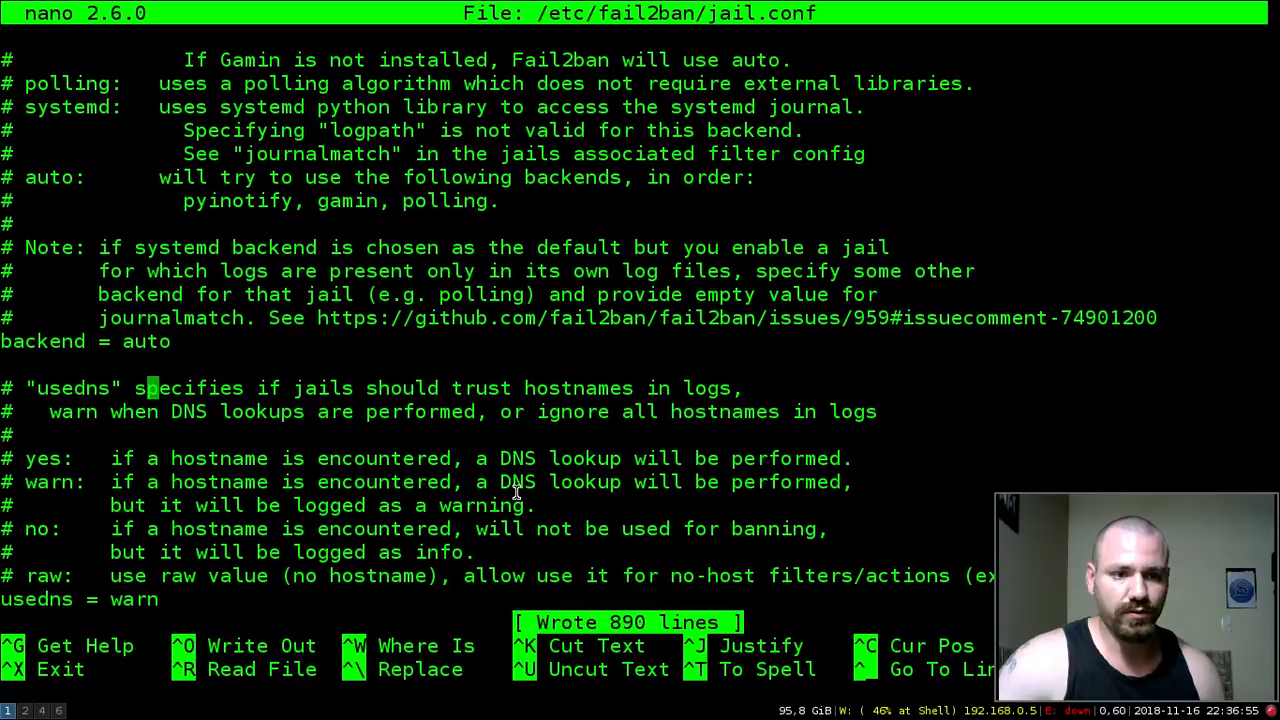 nano 2.6.0 File: /etc/fail2ban/jail.conf
# If Gamin is not installed, Fail2ban will use auto.
# polling: uses a polling algorithm which does not require external libraries.
# systemd: uses systemd python library to access the systemd journal.
# Specifying "logpath" is not valid for this backend.
# See "journalmatch" in the jails associated filter config
# auto: will try to use the following backends, in order:
# pyinotify, gamin, polling.
#
# Note: if systemd backend is chosen as the default but you enable a jail
# for which logs are present only in its own log files, specify some other
# backend for that jail (e.g. polling) and provide empty value for
# journalmatch. See https://github.com/fail2ban/fail2ban/issues/959#issuecomment-74901200
backend = auto
# "usedns" specifies if jails should trust hostnames in logs,
# warn when DNS lookups are performed, or ignore all hostnames in logs
#
# yes: if a hostname is encountered, a DNS lookup will be performed.
# warn: if a hostname is encountered, a DNS lookup will be performed,
# but it will be logged as a warning.
# no: if a hostname is encountered, will not be used for banning,
# but it will be logged as info.
# raw: use raw value (no hostname), allow use it for no-host filters/actions (ex
usedns = warn
[ Wrote 890 lines ]
^G Get Help ^O Write Out ^W Where Is ^K Cut Text ^J Justify ^C Cur Pos
^X Exit ^R Read File ^\ Replace ^U Uncut Text ^T To Spell ^_ Go To Lin
1 2 4 6 95,8 GiB|W: ( 46% at Shell) 192.168.0.5|E: down|0,60|2018-11-16 22:36:55